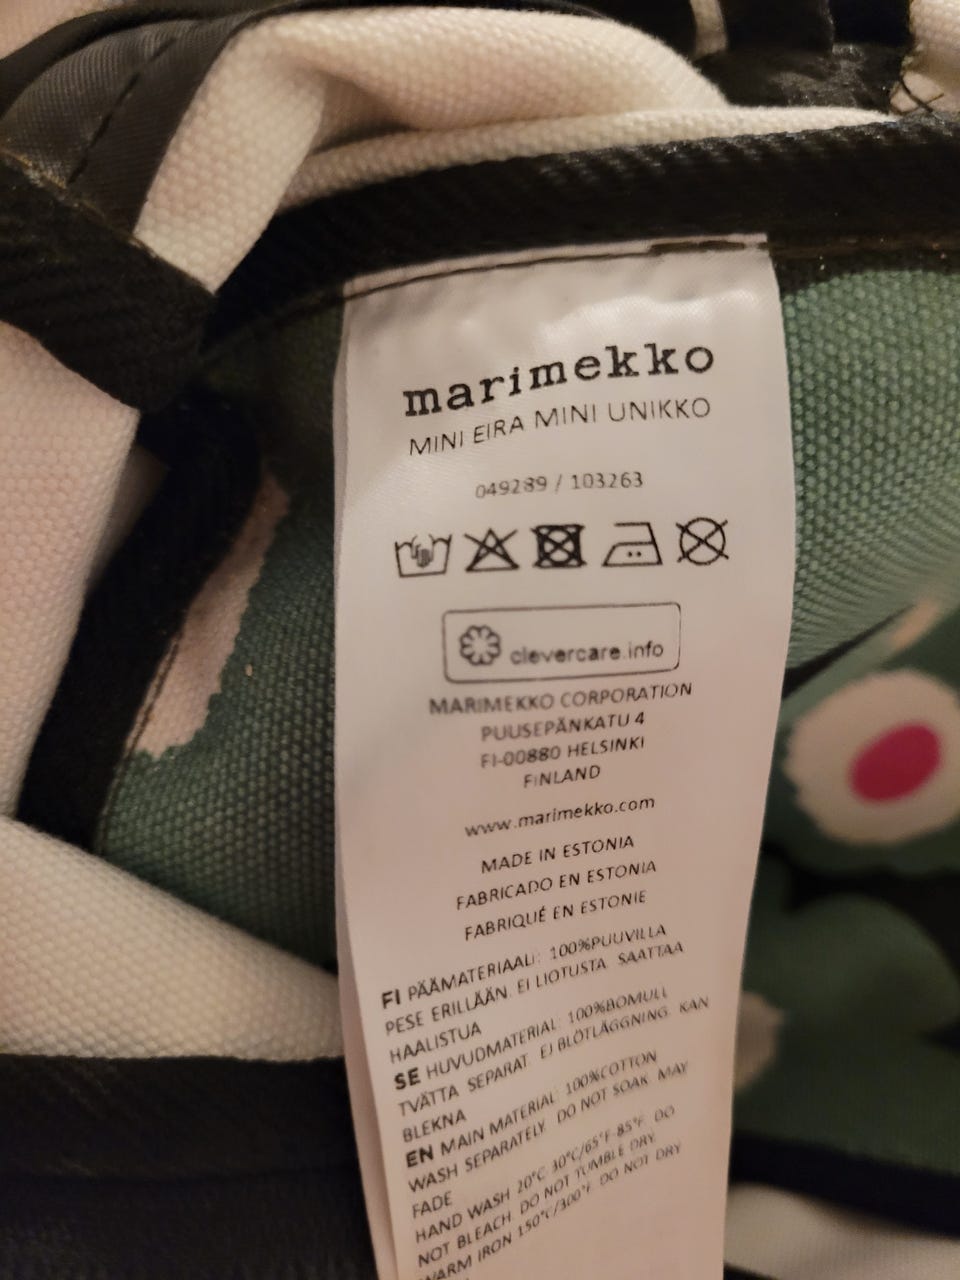 marimekko
MINI EIRA MINI UNIKKO
049289 / 103263
clevercare.info
MARIMEKKO CORPORATION
PUUSEPÄNKATU 4
FI-00880 HELSINKI
FINLAND
www.marimekko.com
MADE IN ESTONIA
FABRICADO EN ESTONIA
FABRIQUÉ EN ESTONIE
FI PÄÄMATERIAALI: 100%PUUVILLA
PESE ERILLÄÄN. EI LIOTUSTA. SAATTAA
HAALISTUA
SE HUVUDMATERIAL: 100%BOMULL
TVÄTTA SEPARAT. EJ BLÖTLÄGGNING. KAN
BLEKNA
EN MAIN MATERIAL: 100%COTTON
WASH SEPARATELY. DO NOT SOAK. MAY
FADE
HAND WASH 20°C-30°C/65°F-85°F. DO
NOT BLEACH. DO NOT TUMBLE DRY.
WARM IRON 150°C/300°F. DO NOT DRY